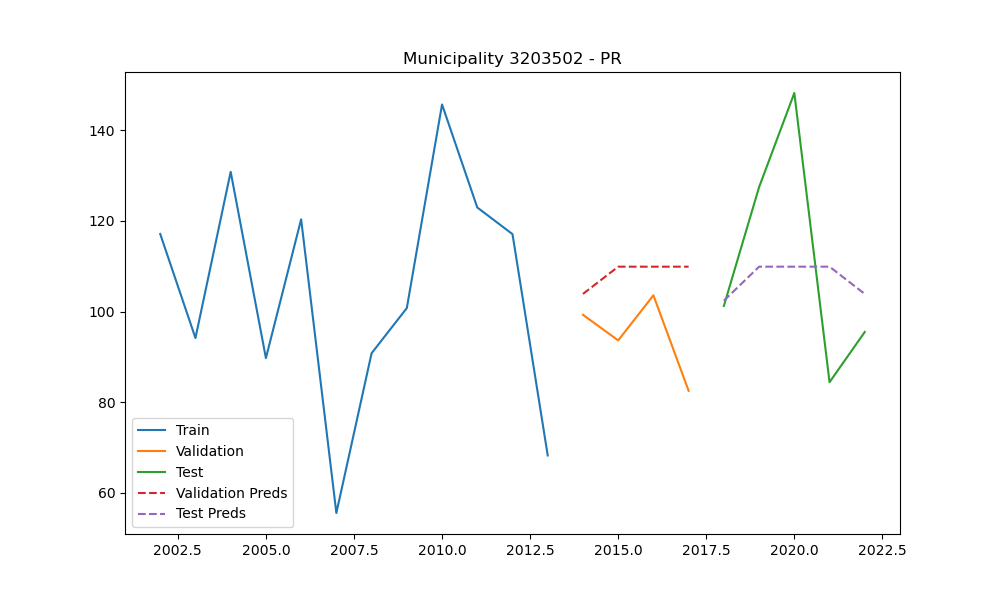 Municipality 3203502 - PR
140
120
100
80
60
Train
Validation
Test
Validation Preds
Test Preds
2002.5 2005.0 2007.5 2010.0 2012.5 2015.0 2017.5 2020.0 2022.5